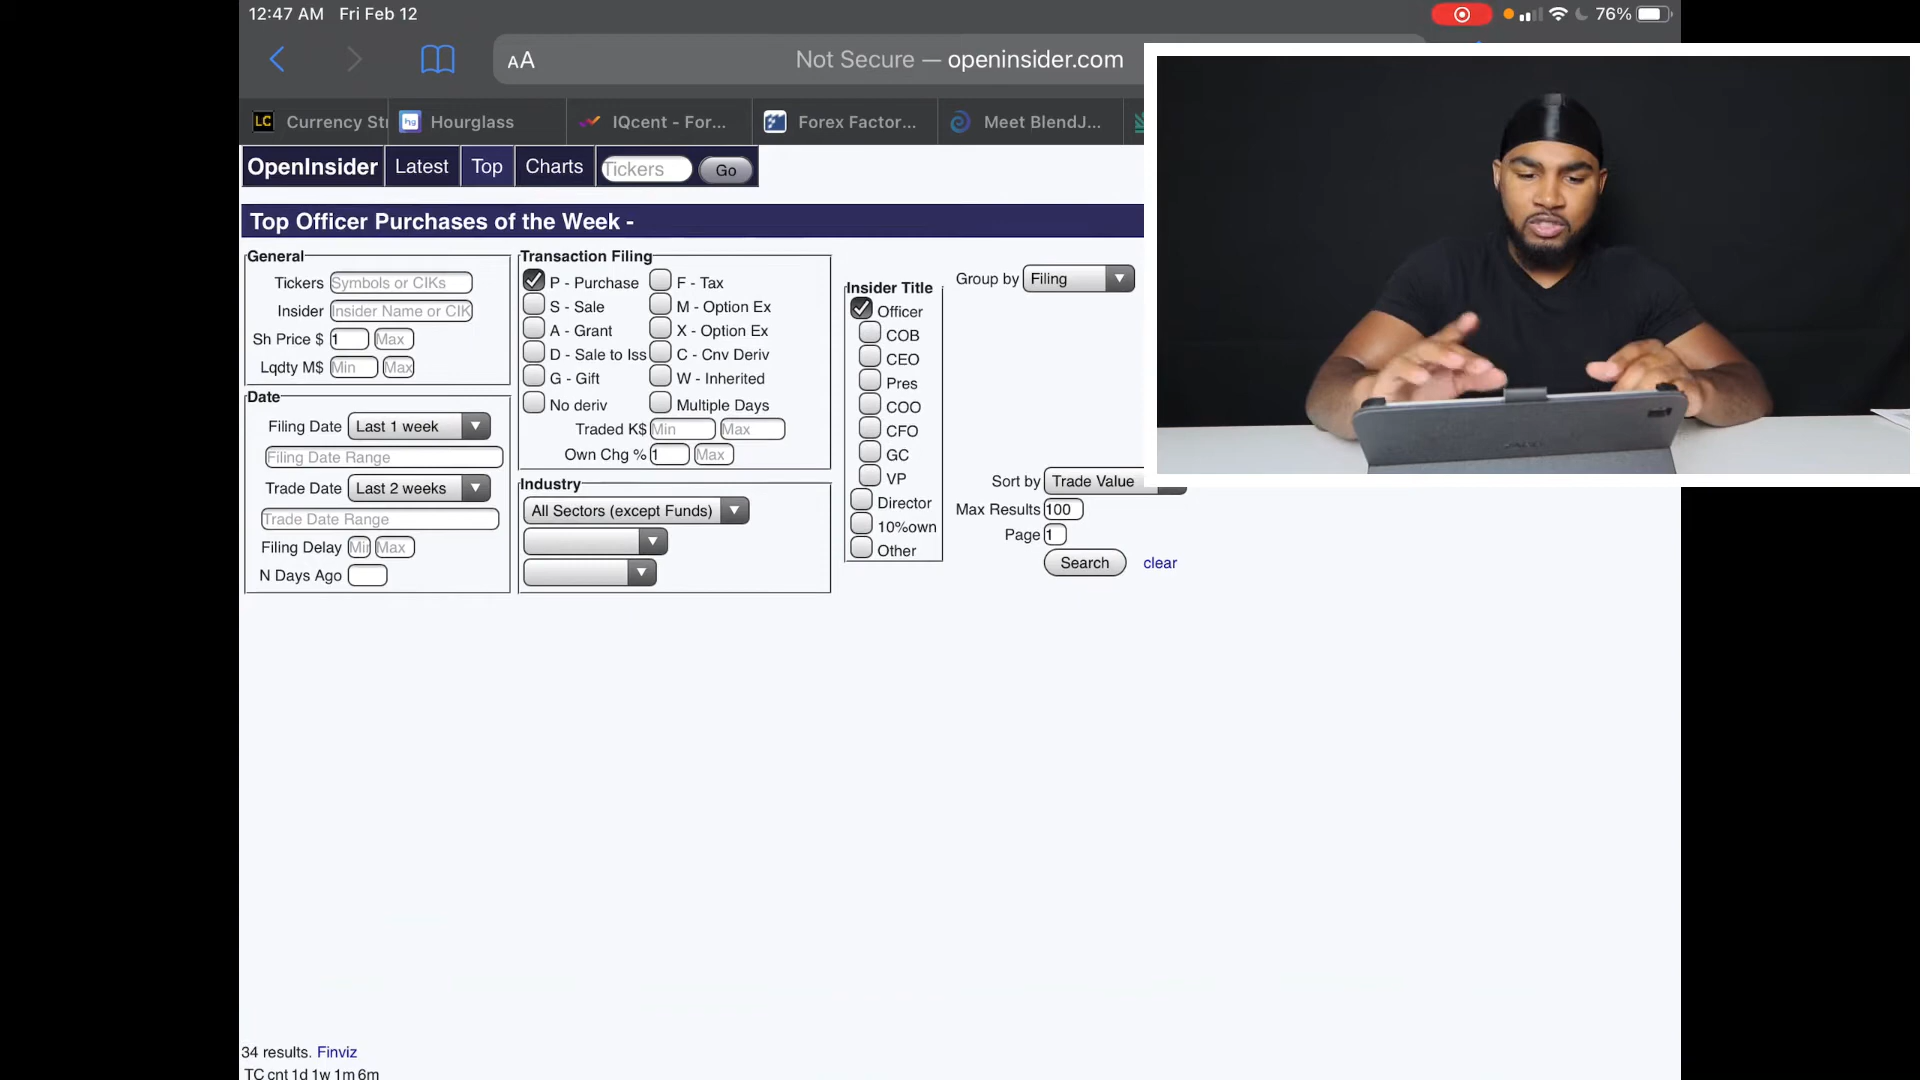 12:47 AM Fri Feb 12
76%
AA
Not Secure — openinsider.com
LC Currency Str
hg Hourglass
IQcent - For...
Forex Factor...
Meet BlendJ...
OpenInsider Latest Top Charts Tickers Go
Top Officer Purchases of the Week -
General
Tickers Symbols or CIKs
Insider Insider Name or CIK
Sh Price $ 1 Max
Lqdty M$ Min Max
Date
Filing Date Last 1 week
Filing Date Range
Trade Date Last 2 weeks
Trade Date Range
Filing Delay Min Max
N Days Ago
Transaction Filing
P - Purchase F - Tax
S - Sale M - Option Ex
A - Grant X - Option Ex
D - Sale to Iss C - Cnv Deriv
G - Gift W - Inherited
No deriv Multiple Days
Traded K$ Min Max
Own Chg % 1 Max
Industry
All Sectors (except Funds)
Insider Title
Officer
COB
CEO
Pres
COO
CFO
GC
VP
Director
10%own
Other
Group by Filing
Sort by Trade Value
Max Results 100
Page 1
Search clear
34 results. Finviz
TC cnt 1d 1w 1m 6m